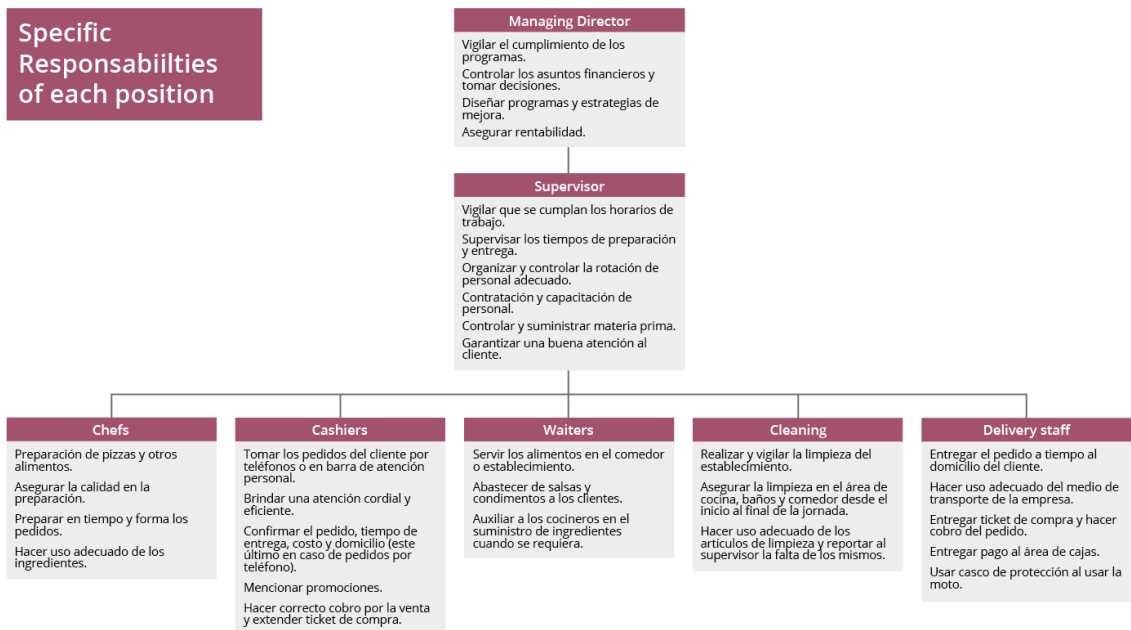 Specific
Responsabiilties
of each position
Managing Director
Vigilar el cumplimiento de los
programas.
Controlar los asuntos financieros y
tomar decisiones.
Diseñar programas y estrategias de
mejora.
Asegurar rentabilidad.
Supervisor
Vigilar que se cumplan los horarios de
trabajo.
Supervisar los tiempos de preparación
y entrega.
Organizar y controlar la rotación de
personal adecuado.
Contratación y capacitación de
personal.
Controlar y suministrar materia prima.
Garantizar una buena atención al
cliente.
Chefs
Preparación de pizzas y otros
alimentos.
Asegurar la calidad en la
preparación.
Preparar en tiempo y forma los
pedidos.
Hacer uso adecuado de los
ingredientes.
Cashiers
Tomar los pedidos del cliente por
teléfonos o en barra de atención
personal.
Brindar una atención cordial y
eficiente.
Confirmar el pedido, tiempo de
entrega, costo y domicilio (este
último en caso de pedidos por
teléfono).
Mencionar promociones.
Hacer correcto cobro por la venta
y extender ticket de compra.
Waiters
Servir los alimentos en el comedor
o establecimiento.
Abastecer de salsas y
condimentos a los clientes.
Auxiliar a los cocineros en el
suministro de ingredientes
cuando se requiera.
Cleaning
Realizar y vigilar la limpieza del
establecimiento.
Asegurar la limpieza en el área de
cocina, baños y comedor desde el
inicio al final de la jornada.
Hacer uso adecuado de los
artículos de limpieza y reportar al
supervisor la falta de los mismos.
Delivery staff
Entregar el pedido a tiempo al
domicilio del cliente.
Hacer uso adecuado del medio de
transporte de la empresa.
Entregar ticket de compra y hacer
cobro del pedido.
Entregar pago al área de cajas.
Usar casco de protección al usar la
moto.